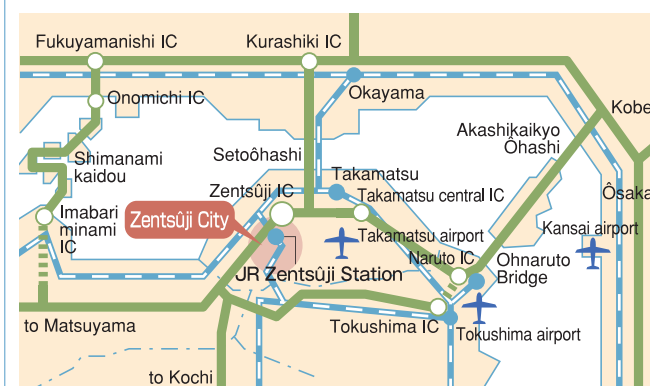 Fukuyamanishi IC
Kurashiki IC
Okayama
Onomichi IC
Kobe
Akashikaikyo
Ôhashi
Shimanami
kaidou
Setoôhashi
Takamatsu
Zentsûji IC
Takamatsu central IC
Ôsaka
Imabari
minami
IC
Zentsûji City
Takamatsu airport
Kansai airport
Naruto IC
Ohnaruto
Bridge
JR Zentsûji Station
to Matsuyama
Tokushima IC
Tokushima airport
to Kochi